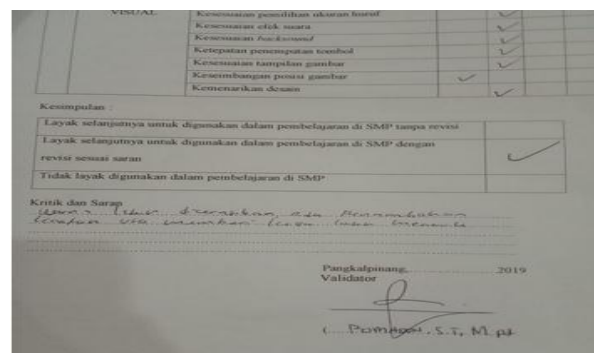 VISUAL
Kesesuaian pemilihan ukuran huruf
Kesesuaian efek suara
Kesesuaian backsound
Ketepatan penempatan tombol
Kesesuaian tampilan gambar
Keseimbangan posisi gambar
Kemenarikan desain
Kesimpulan :
Layak selanjutnya untuk digunakan dalam pembelajaran di SMP tanpa revisi
Layak selanjutnya untuk digunakan dalam pembelajaran di SMP dengan
revisi sesuai saran
Tidak layak digunakan dalam pembelajaran di SMP
Kritik dan Saran
lebih
Pangkalpinang, 2019
Validator
S.T, M.Pd